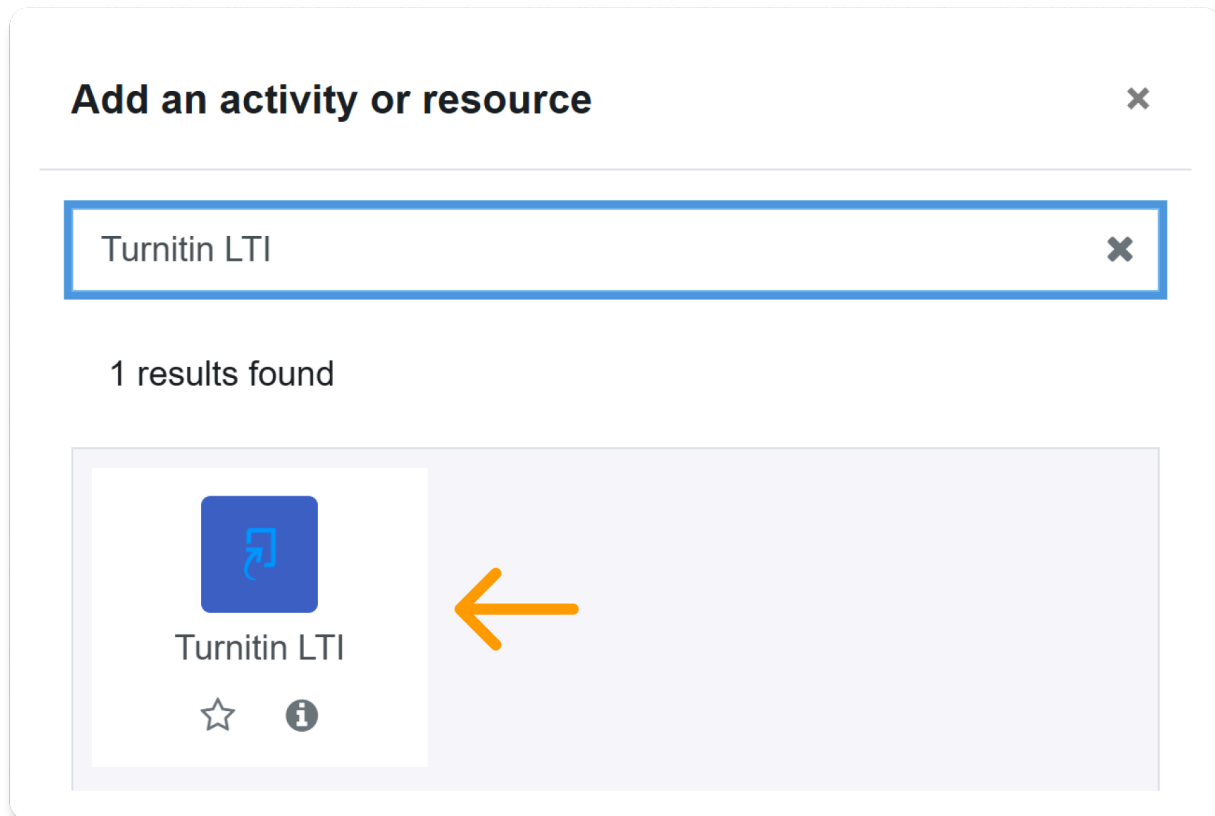 Add an activity or resource
Turnitin LTI
1 results found
Turnitin LTI